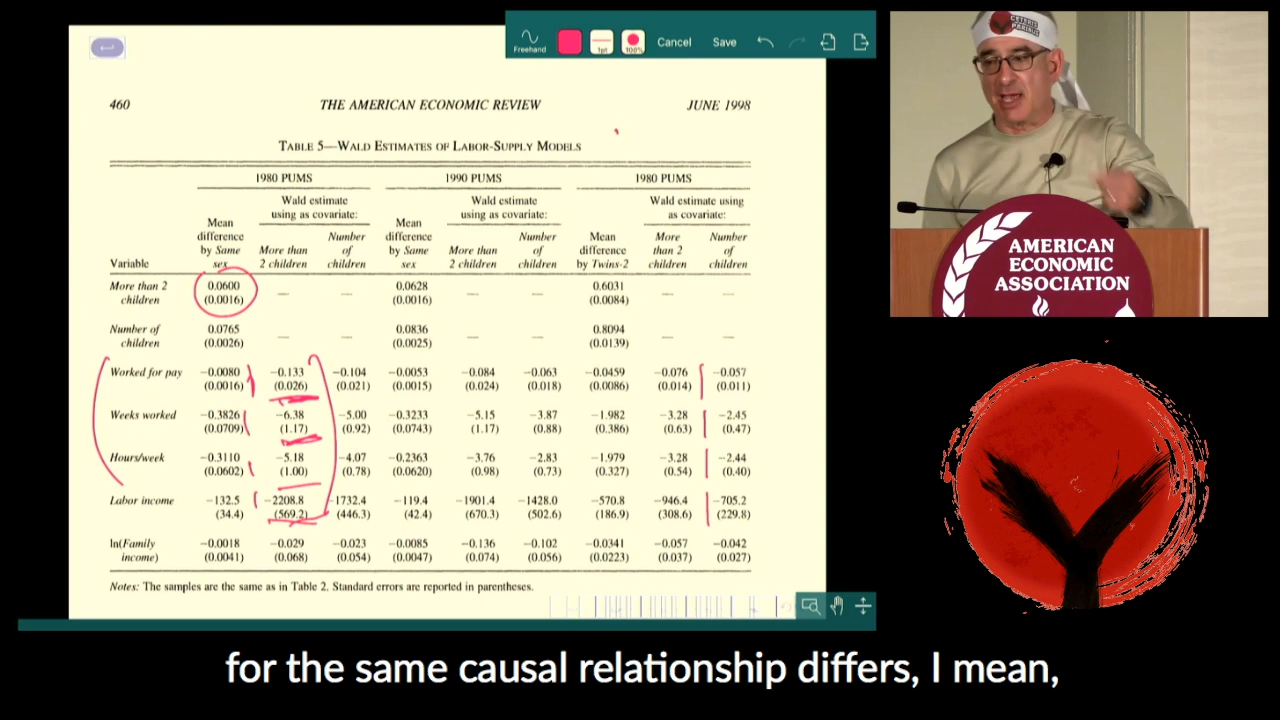 Freehand
1pt
100%
Cancel
Save
CETERIS
PARIBUS
460 THE AMERICAN ECONOMIC REVIEW JUNE 1998
TABLE 5—WALD ESTIMATES OF LABOR-SUPPLY MODELS
1980 PUMS 1990 PUMS 1980 PUMS
Wald estimate using as covariate: Wald estimate using as covariate: Wald estimate using as covariate:
Variable Mean difference by Same sex More than 2 children Number of children Mean difference by Same sex More than 2 children Number of children Mean difference by Twins-2 More than 2 children Number of children
More than 2 0.0600 — — 0.0628 — — 0.6031 — —
children (0.0016) (0.0016) (0.0084)
Number of 0.0765 — — 0.0836 — — 0.8094 — —
children (0.0026) (0.0025) (0.0139)
Worked for pay −0.0080 −0.133 −0.104 −0.0053 −0.084 −0.063 −0.0459 −0.076 −0.057
(0.0016) (0.026) (0.021) (0.0015) (0.024) (0.018) (0.0086) (0.014) (0.011)
Weeks worked −0.3826 −6.38 −5.00 −0.3233 −5.15 −3.87 −1.982 −3.28 −2.45
(0.0709) (1.17) (0.92) (0.0743) (1.17) (0.88) (0.386) (0.63) (0.47)
Hours/week −0.3110 −5.18 −4.07 −0.2363 −3.76 −2.83 −1.979 −3.28 −2.44
(0.0602) (1.00) (0.78) (0.0620) (0.98) (0.73) (0.327) (0.54) (0.40)
Labor income −132.5 −2208.8 −1732.4 −119.4 −1901.4 −1428.0 −570.8 −946.4 −705.2
(34.4) (569.2) (446.3) (42.4) (670.3) (502.6) (186.9) (308.6) (229.8)
ln(Family −0.0018 −0.029 −0.023 −0.0085 −0.136 −0.102 −0.0341 −0.057 −0.042
income) (0.0041) (0.068) (0.054) (0.0047) (0.074) (0.056) (0.0223) (0.037) (0.027)
Notes: The samples are the same as in Table 2. Standard errors are reported in parentheses.
AMERICAN
ECONOMIC
ASSOCIATION
for the same causal relationship differs, I mean,